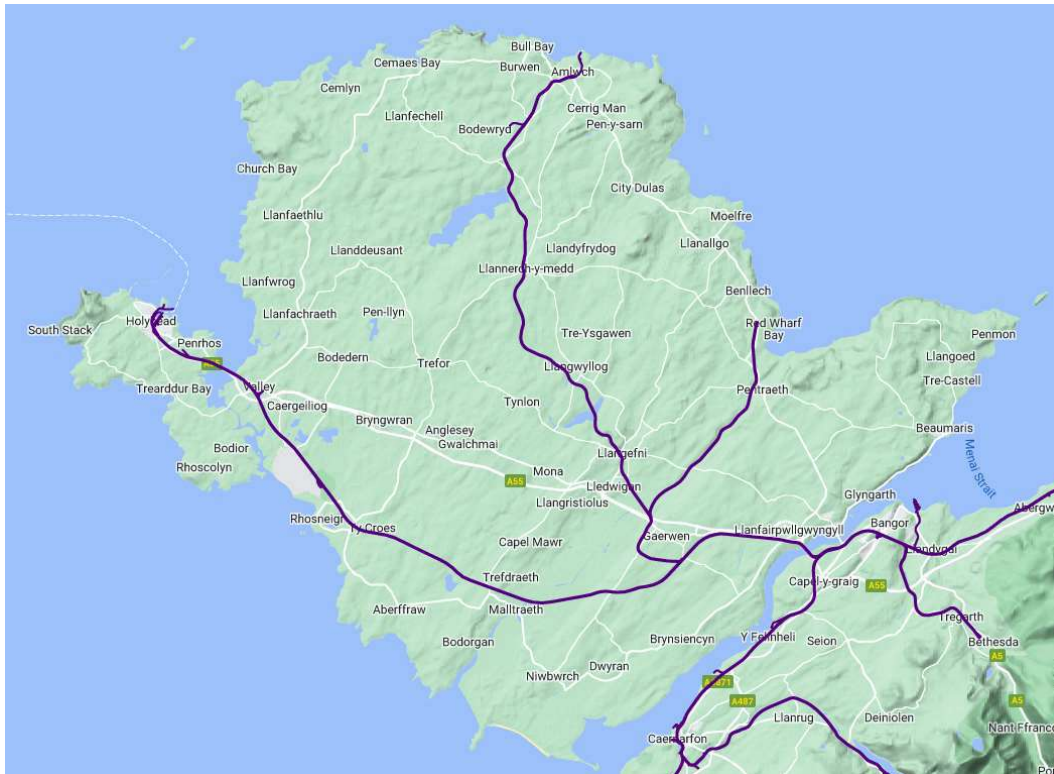 Bull Bay
Cemaes Bay
Burwen
Amlwch
Cemlyn
Llanfechell
Cerrig Man
Pen-y-sarn
Bodewryd
Church Bay
City Dulas
Llanfaethlu
Moelfre
Llanddeusant
Llandyfrydog
Llanallgo
Llanfwrog
Llannerch-y-medd
Benllech
Holyhead
Llanfachraeth
Pen-llyn
Red Wharf
Bay
South Stack
Penrhos
Tre-Ysgawen
Penmon
Bodedern
Trefor
Llangwyllog
Llangoed
Trearddur Bay
Valley
Pentraeth
Tre-Castell
Caergeiliog
Tynlon
Bryngwran
Anglesey
Gwalchmai
Beaumaris
Bodior
Rhoscolyn
Llangefni
Menai Strait
Mona
A55
Lledwigan
Llangristiolus
Glyngarth
Rhosneigr
Ty Croes
Llanfairpwllgwyngyll
Bangor
Abergw
Capel Mawr
Gaerwen
Llandygai
Trefdraeth
Capel-y-graig
A55
Aberffraw
Malltraeth
Tregarth
Bodorgan
Brynsiencyn
Y Felinheli
Seion
Bethesda
A5
Dwyran
Niwbwrch
A487
A5
Caernarfon
Llanrug
Deiniolen
Nant Ffranco
Po